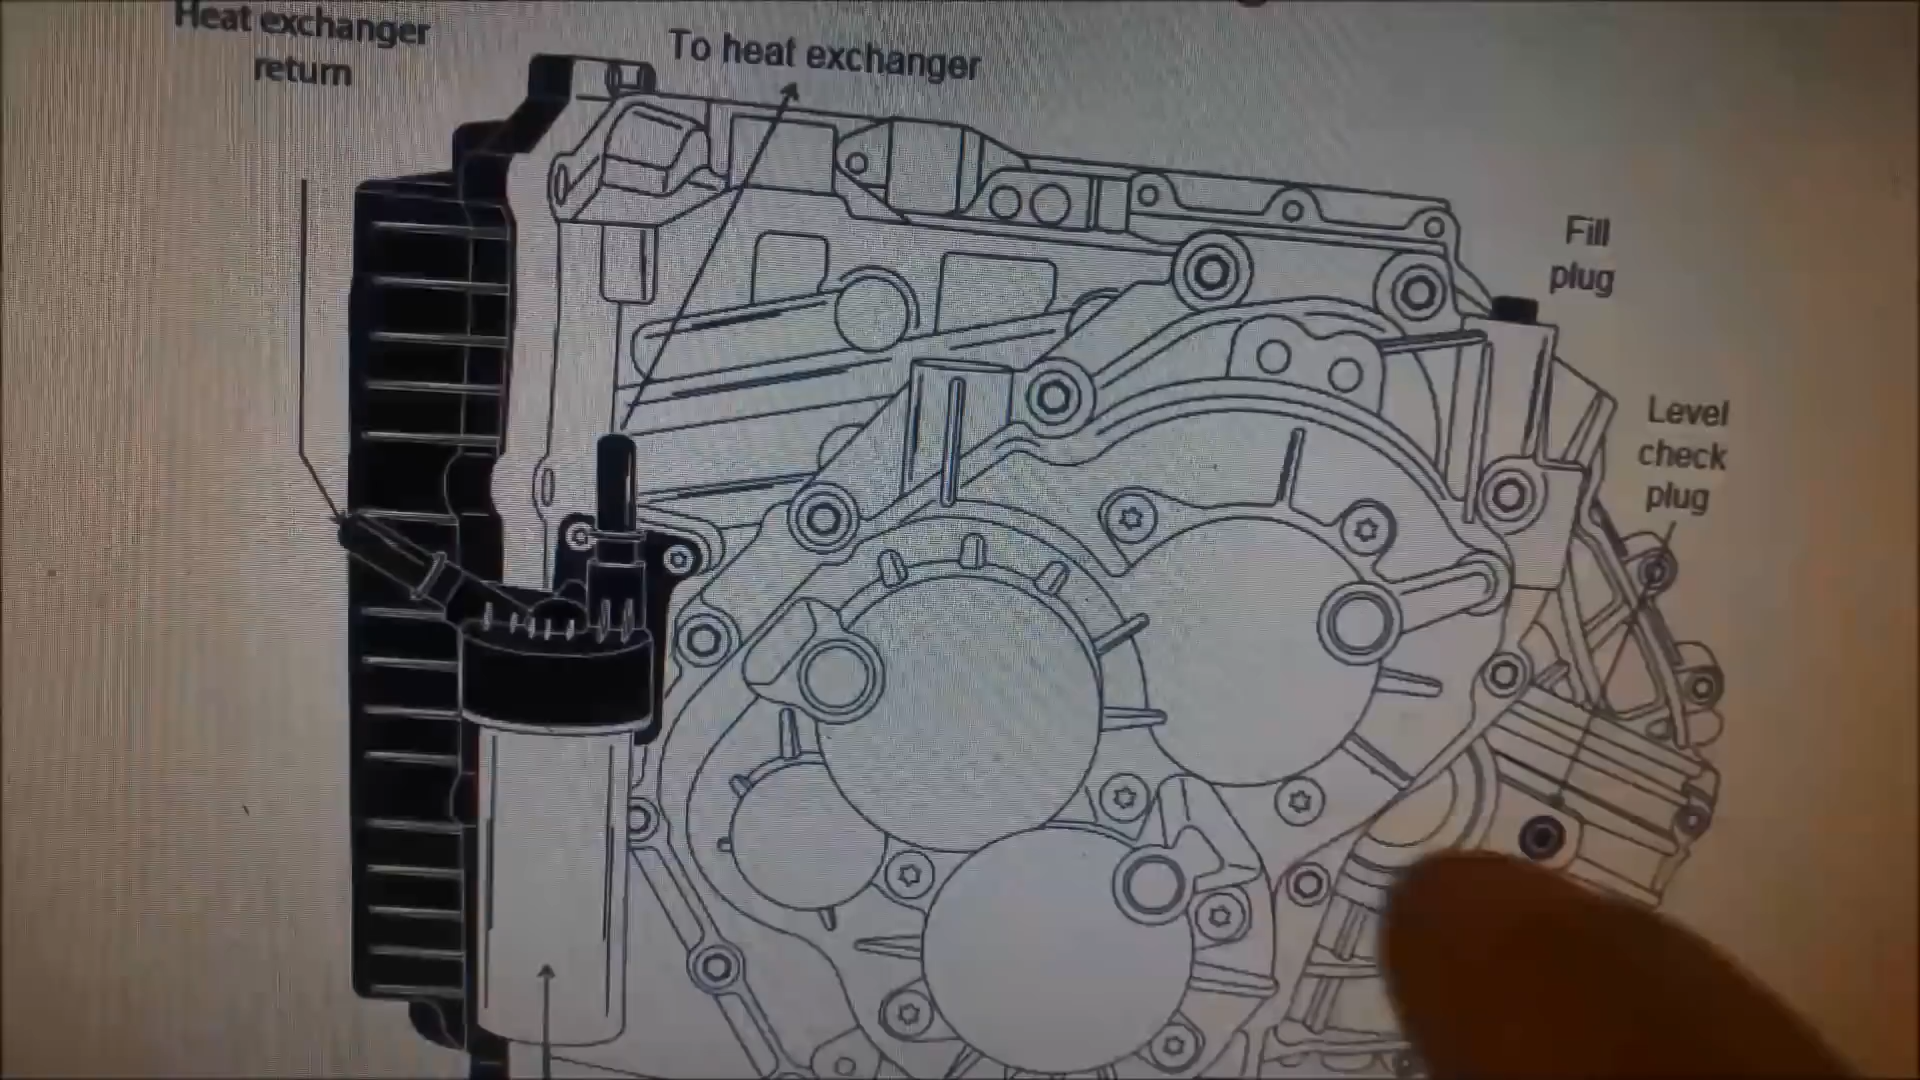 Heat exchanger
return
To heat exchanger
Fill
plug
Level
check
plug